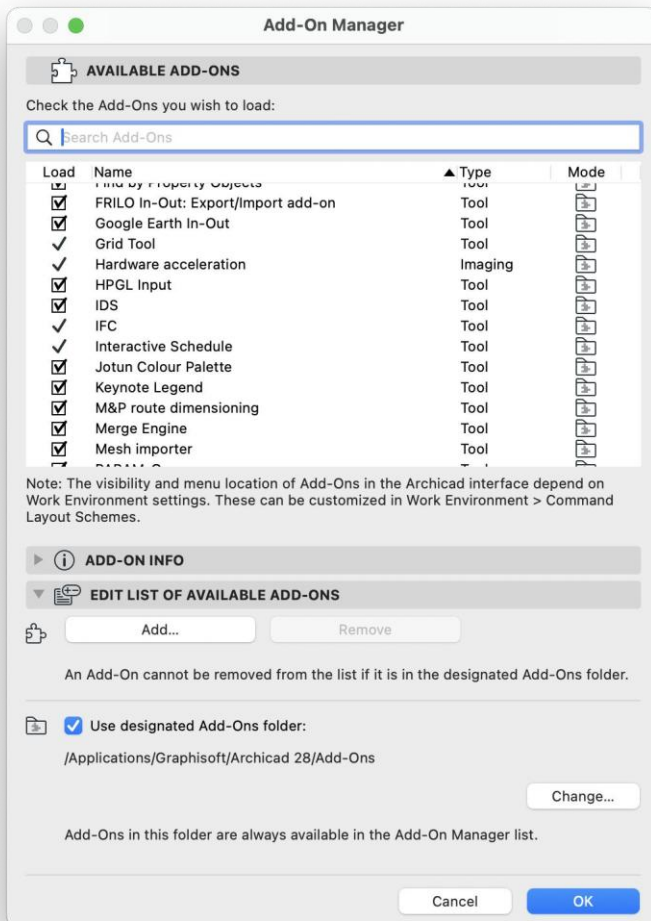 Add-On Manager
AVAILABLE ADD-ONS
Check the Add-Ons you wish to load:
Search Add-Ons
Load Name Type Mode
Find by Property Objects Tool
FRILO In-Out: Export/Import add-on Tool
Google Earth In-Out Tool
Grid Tool Tool
Hardware acceleration Imaging
HPGL Input Tool
IDS Tool
IFC Tool
Interactive Schedule Tool
Jotun Colour Palette Tool
Keynote Legend Tool
M&P route dimensioning Tool
Merge Engine Tool
Mesh importer Tool
Note: The visibility and menu location of Add-Ons in the Archicad interface depend on
Work Environment settings. These can be customized in Work Environment > Command
Layout Schemes.
ADD-ON INFO
EDIT LIST OF AVAILABLE ADD-ONS
Add... Remove
An Add-On cannot be removed from the list if it is in the designated Add-Ons folder.
Use designated Add-Ons folder:
/Applications/Graphisoft/Archicad 28/Add-Ons
Change...
Add-Ons in this folder are always available in the Add-On Manager list.
Cancel OK